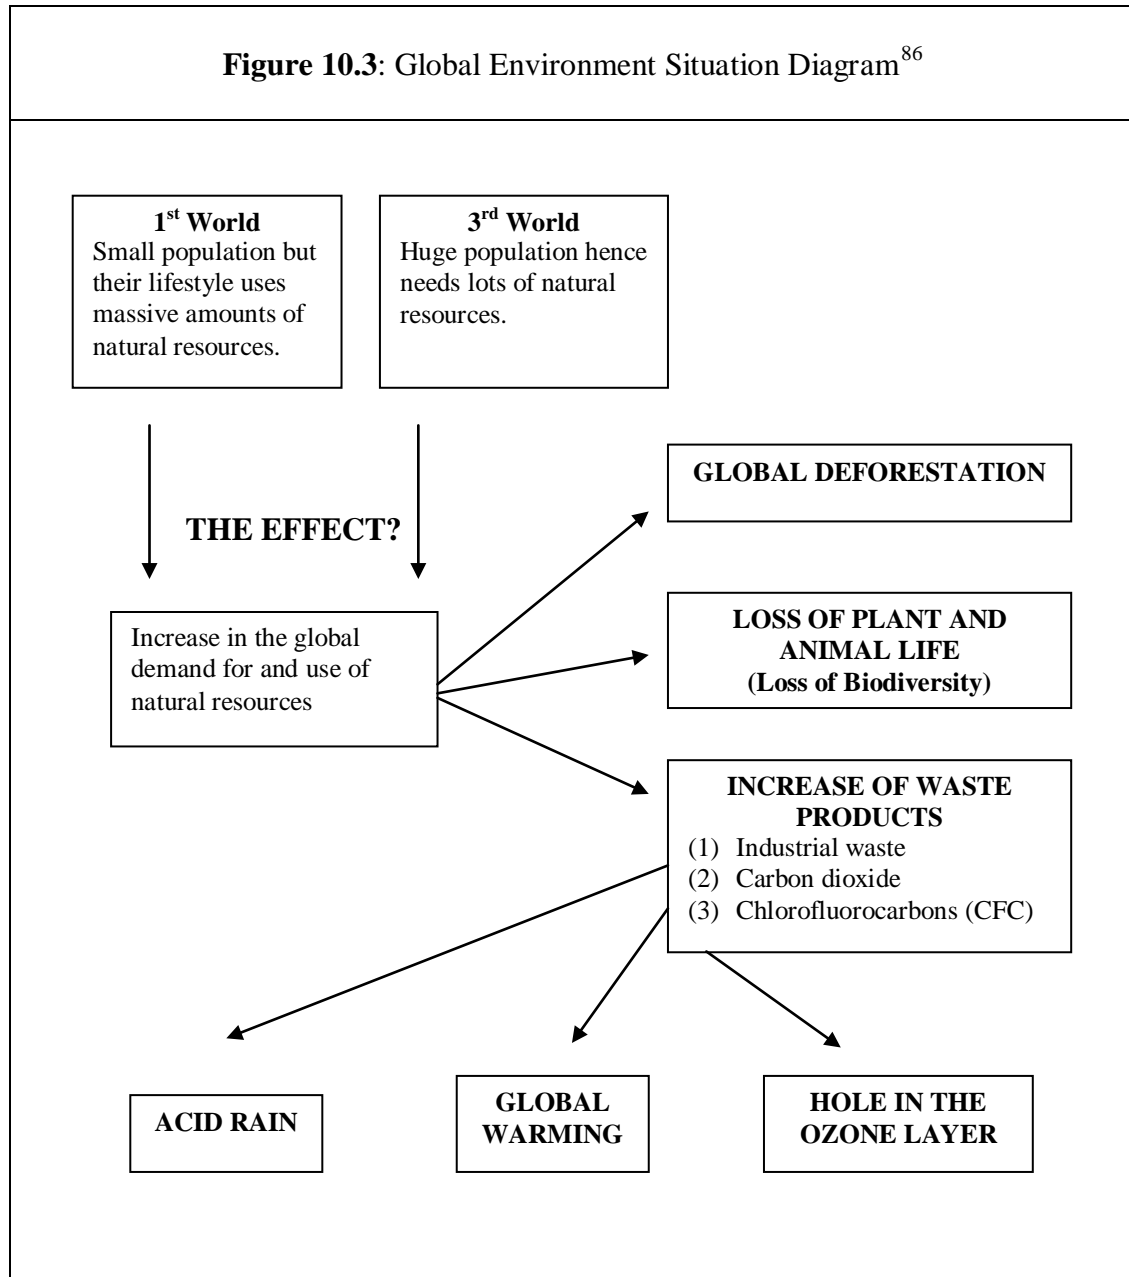 Figure 10.3: Global Environment Situation Diagram86
1st World
Small population but
their lifestyle uses
massive amounts of
natural resources.
3rd World
Huge population hence
needs lots of natural
resources.
THE EFFECT?
Increase in the global
demand for and use of
natural resources
GLOBAL DEFORESTATION
LOSS OF PLANT AND
ANIMAL LIFE
(Loss of Biodiversity)
INCREASE OF WASTE
PRODUCTS
(1) Industrial waste
(2) Carbon dioxide
(3) Chlorofluorocarbons (CFC)
ACID RAIN
GLOBAL
WARMING
HOLE IN THE
OZONE LAYER